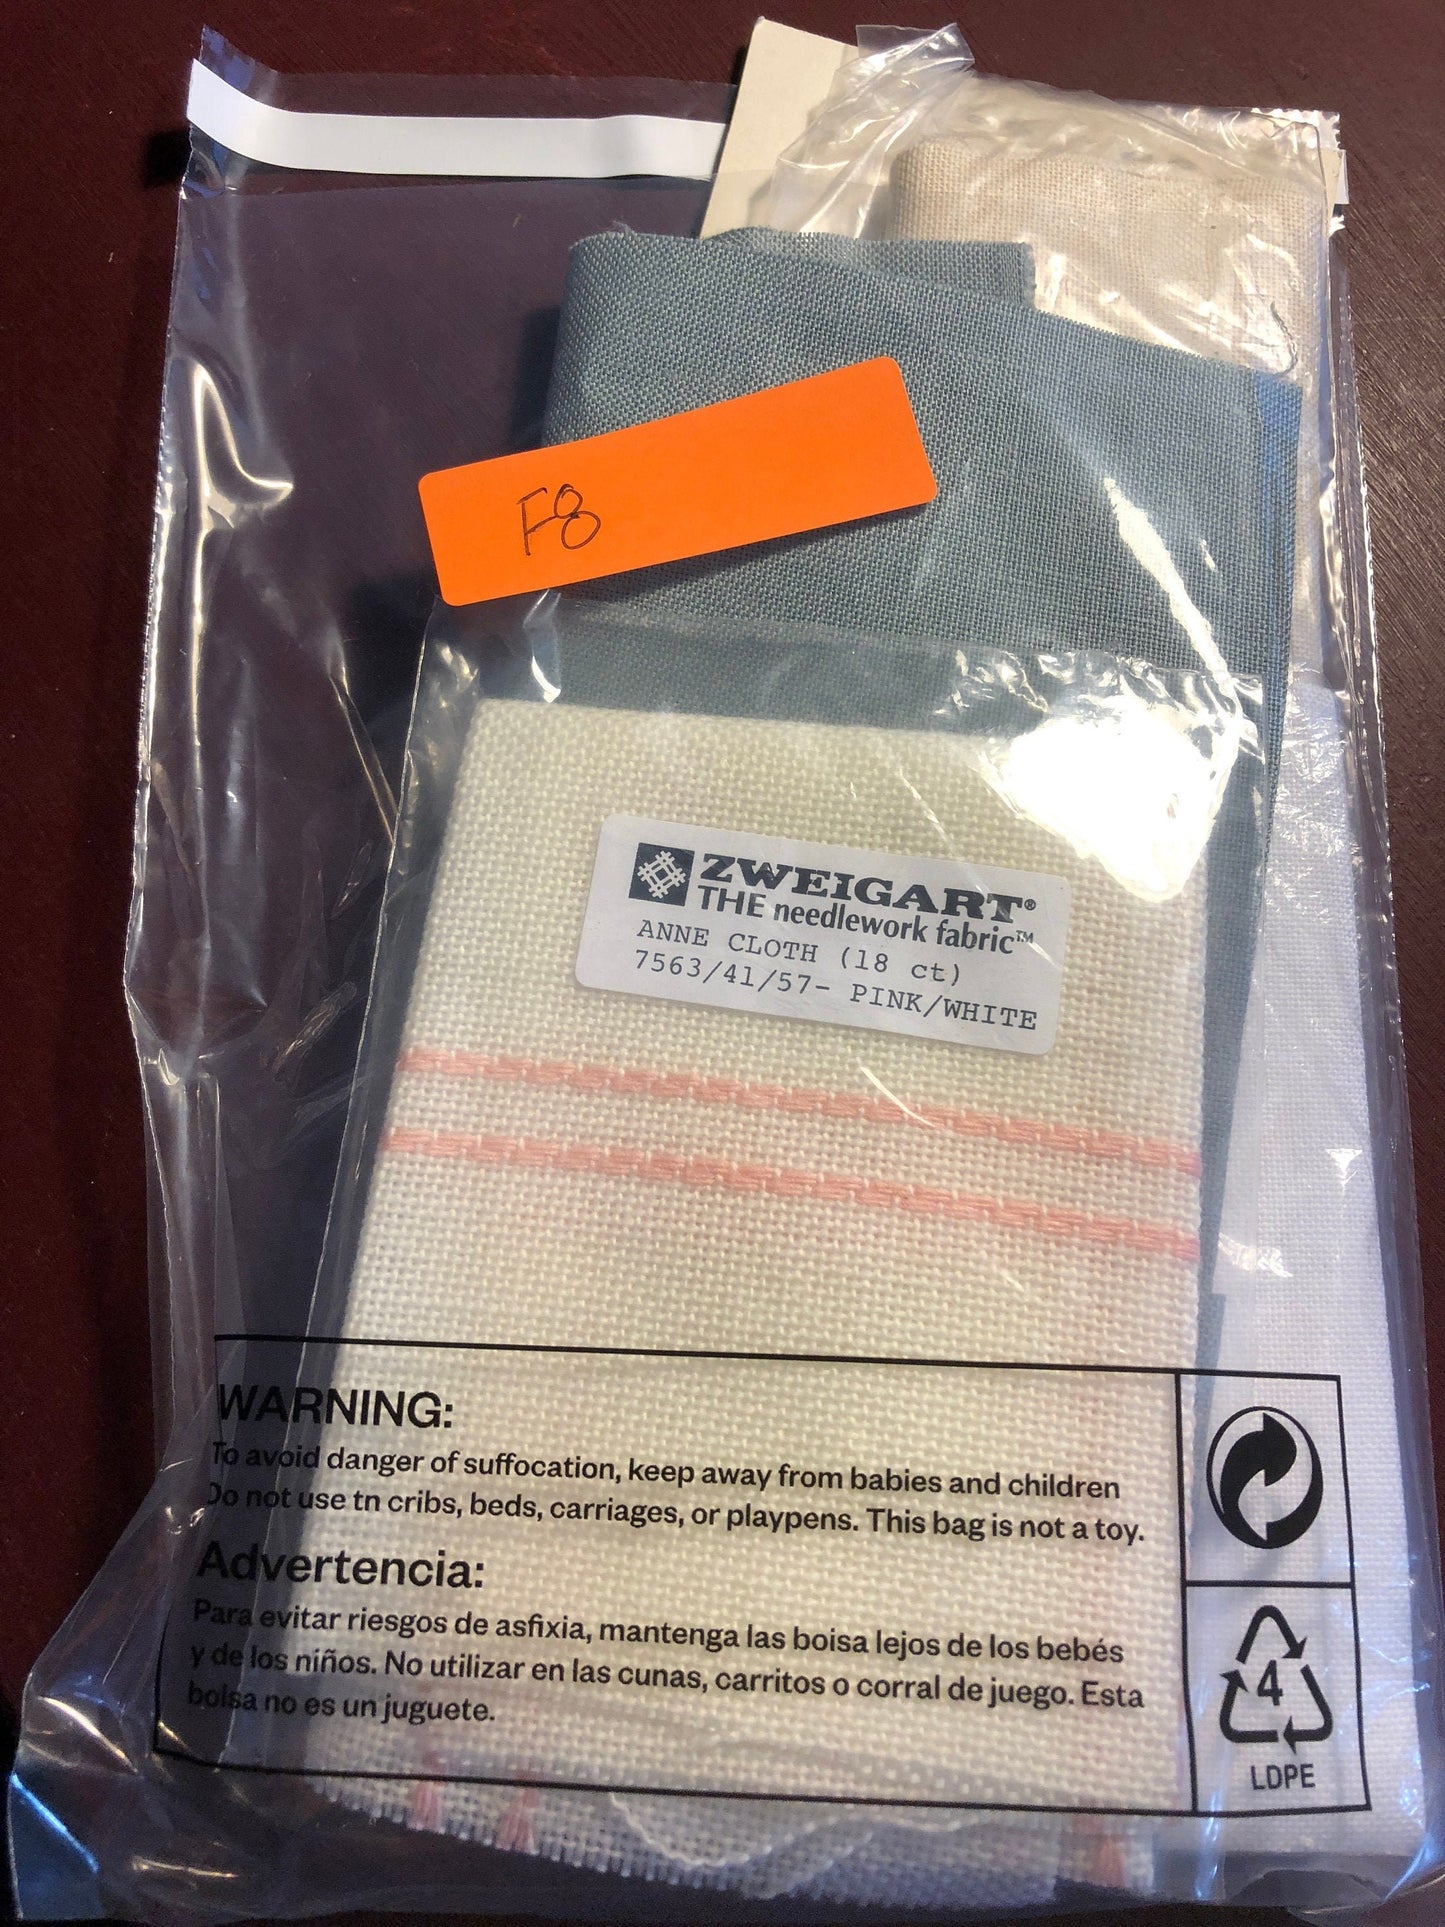 F8
ZWEIGART®
THE needlework fabric™
ANNE CLOTH (18 ct)
7563/41/57- PINK/WHITE
WARNING:
To avoid danger of suffocation, keep away from babies and children
Do not use tn cribs, beds, carriages, or playpens. This bag is not a toy.
Advertencia:
Para evitar riesgos de asfixia, mantenga las boisa lejos de los bebés
y de los niños. No utilizar en las cunas, carritos o corral de juego. Esta
bolsa no es un juguete.
4
LDPE